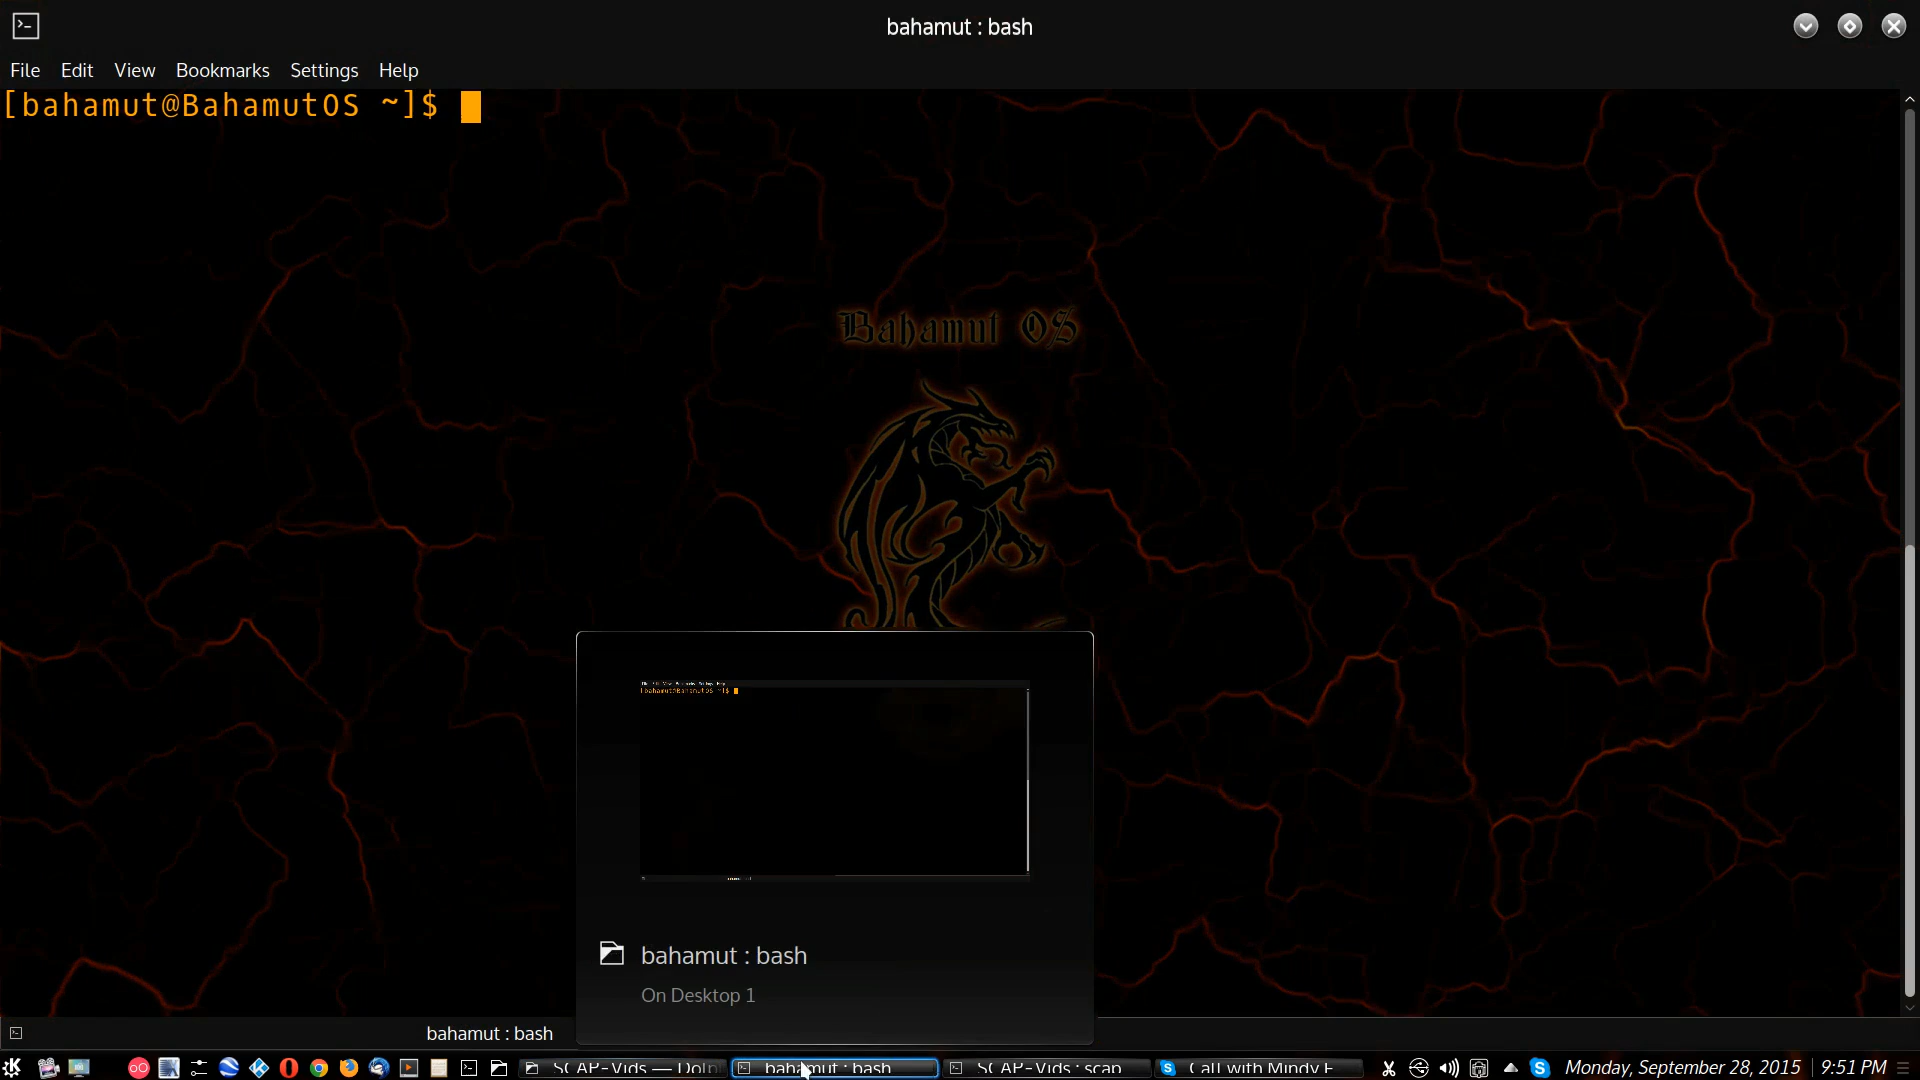 bahamut : bash
File Edit View Bookmarks Settings Help
[bahamut@BahamutOS ~]$
Bahamut OS
bahamut : bash
On Desktop 1
bahamut : bash
SCAP-Vids — Dolp
bahamut : bash
SCAP-Vids : scap
Call with Mindy F
Monday, September 28, 2015
9:51 PM